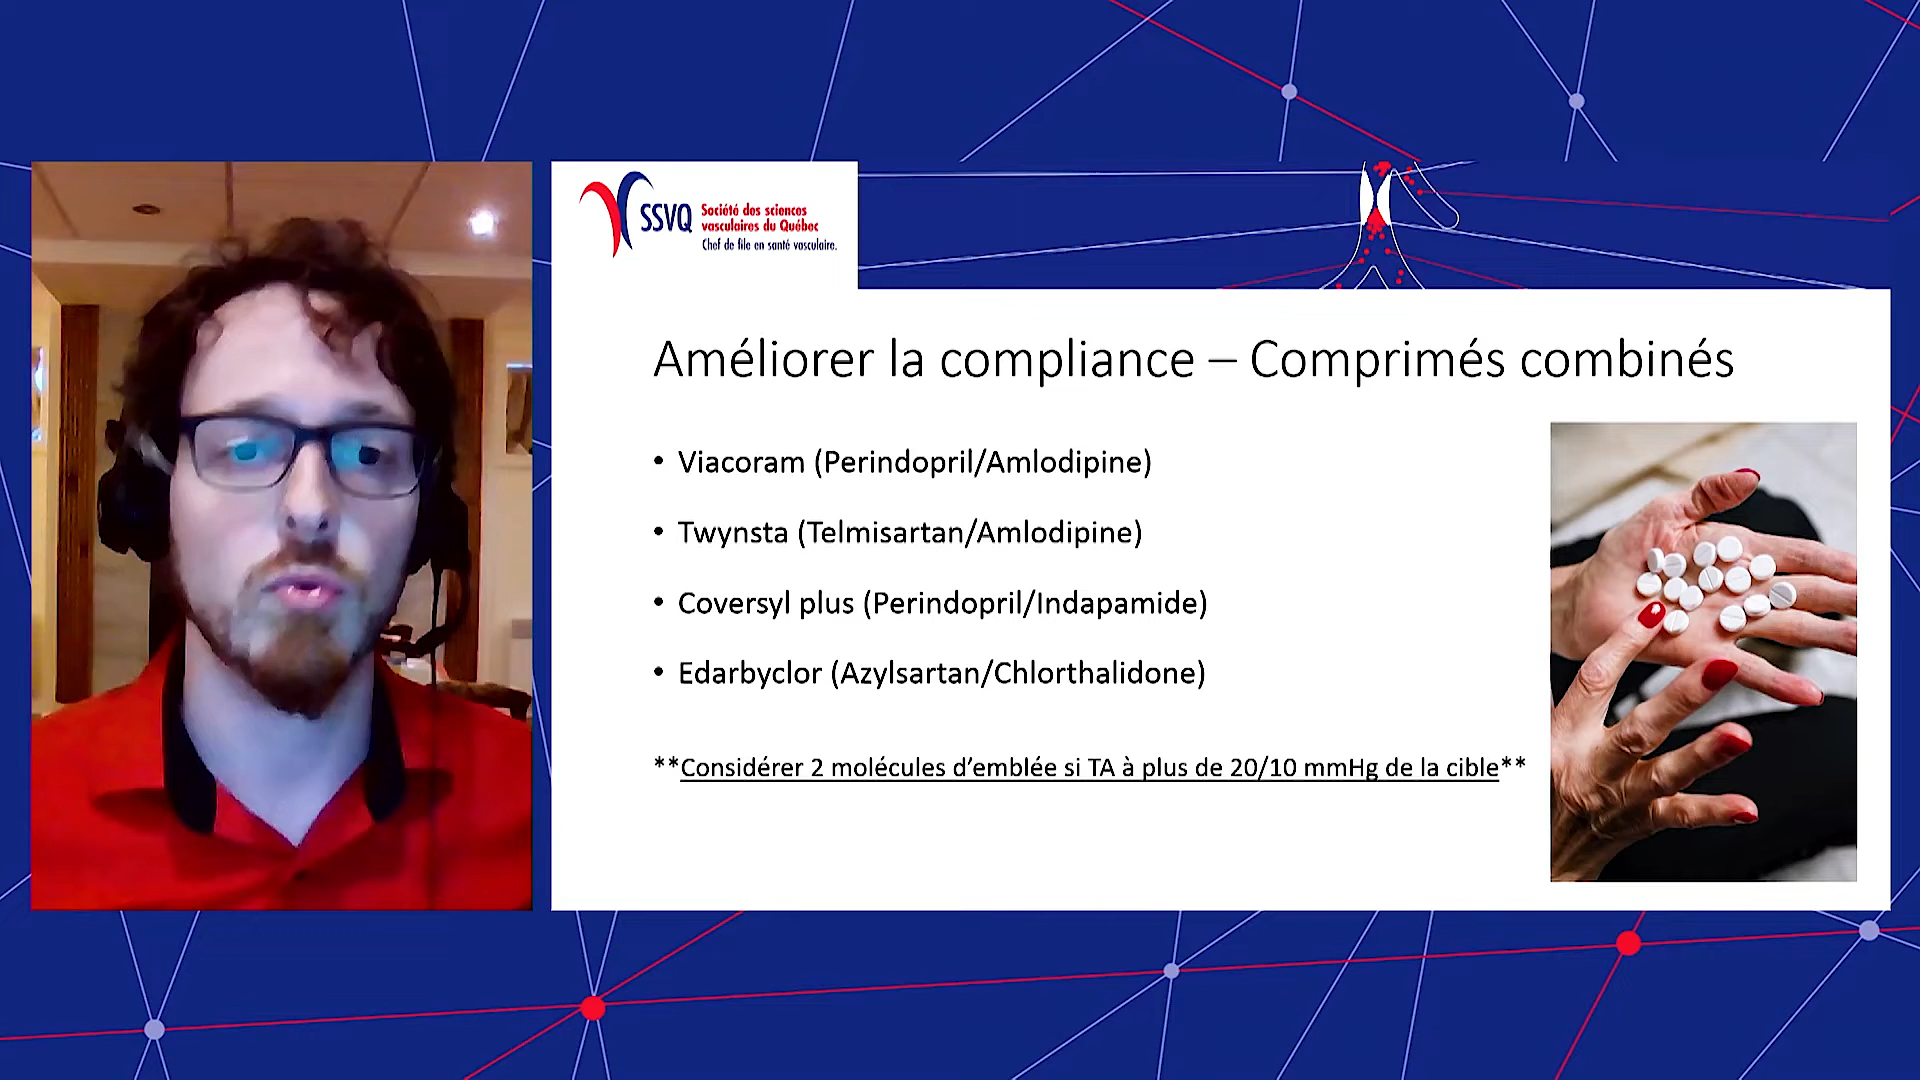 SSVQ
Société des sciences
vasculaires du Québec
Chef de file en santé vasculaire.
Améliorer la compliance – Comprimés combinés
• Viacoram (Perindopril/Amlodipine)
• Twynsta (Telmisartan/Amlodipine)
• Coversyl plus (Perindopril/Indapamide)
• Edarbyclor (Azylsartan/Chlorthalidone)
**Considérer 2 molécules d’emblée si TA à plus de 20/10 mmHg de la cible**